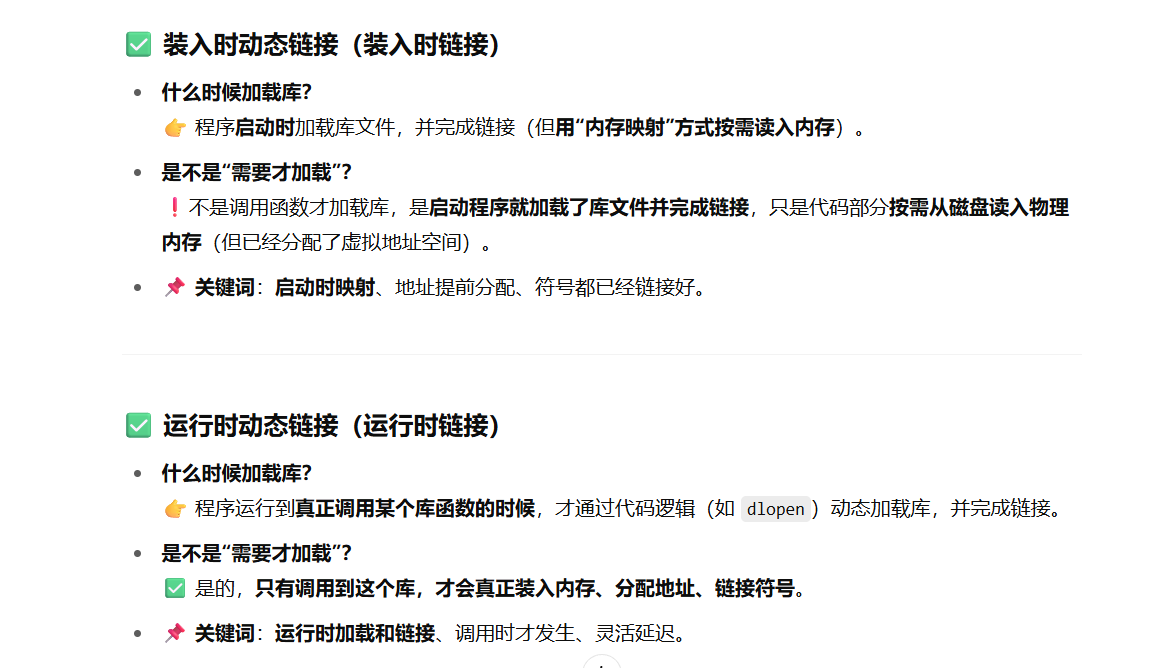 ✅ 装入时动态链接（装入时链接）
• 什么时候加载库？
👉 程序启动时加载库文件，并完成链接（但用“内存映射”方式按需读入内存）。
• 是不是“需要才加载”？
❗ 不是调用函数才加载库，是启动程序就加载了库文件并完成链接，只是代码部分按需从磁盘读入物理
内存（但已经分配了虚拟地址空间）。
• 📌 关键词：启动时映射、地址提前分配、符号都已经链接好。
✅ 运行时动态链接（运行时链接）
• 什么时候加载库？
👉 程序运行到真正调用某个库函数的时候，才通过代码逻辑（如 dlopen）动态加载库，并完成链接。
• 是不是“需要才加载”？
✅ 是的，只有调用到这个库，才会真正装入内存、分配地址、链接符号。
• 📌 关键词：运行时加载和链接、调用时才发生、灵活延迟。